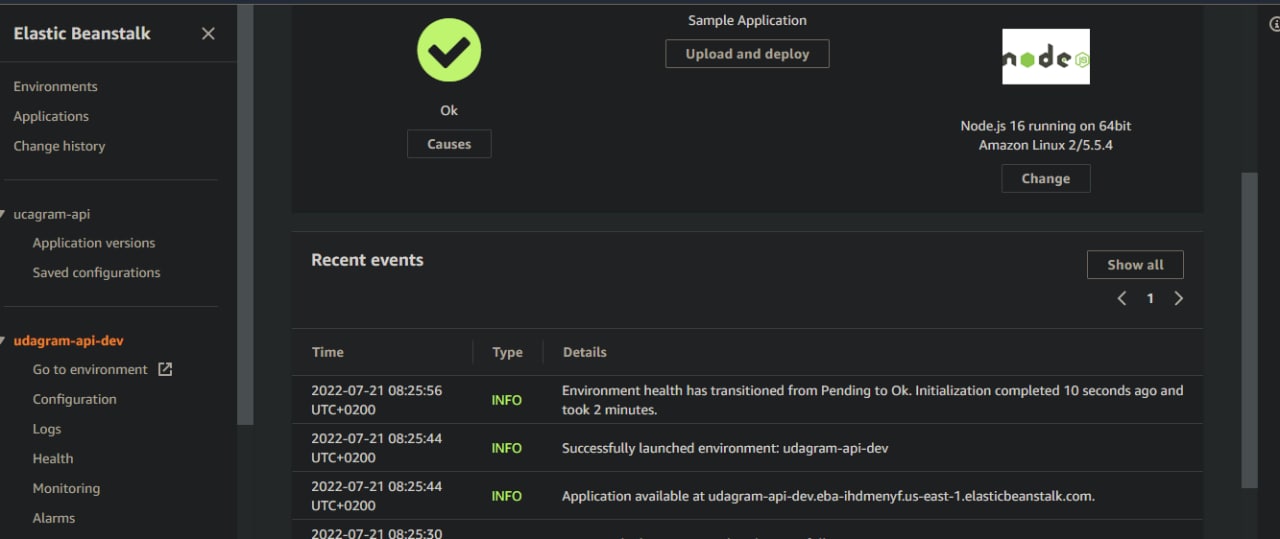 Elastic Beanstalk
Environments
Applications
Change history
ucagram-api
Application versions
Saved configurations
udagram-api-dev
Go to environment
Configuration
Logs
Health
Monitoring
Alarms
Ok
Causes
Sample Application
Upload and deploy
node
JS
Node.js 16 running on 64bit
Amazon Linux 2/5.5.4
Change
Recent events
Show all
1
Time Type Details
2022-07-21 08:25:56
UTC+0200
INFO
Environment health has transitioned from Pending to Ok. Initialization completed 10 seconds ago and
took 2 minutes.
2022-07-21 08:25:44
UTC+0200
INFO
Successfully launched environment: udagram-api-dev
2022-07-21 08:25:44
UTC+0200
INFO
Application available at udagram-api-dev.eba-ihdmenyf.us-east-1.elasticbeanstalk.com.
2022-07-21 08:25:30